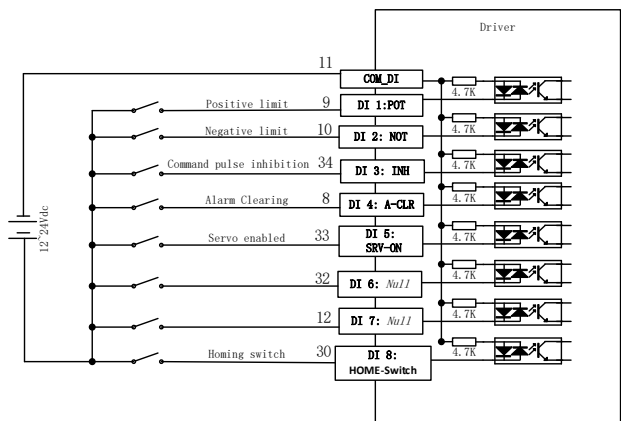 Driver
11
COM_DI
4.7K
Positive limit 9 DI 1:POT
4.7K
Negative limit 10 DI 2: NOT
4.7K
Command pulse inhibition 34 DI 3: INH
4.7K
Alarm Clearing 8 DI 4: A-CLR
4.7K
12~24Vdc
Servo enabled 33 DI 5:
SRV-ON
4.7K
32 DI 6: Null
4.7K
12 DI 7: Null
4.7K
Homing switch 30 DI 8:
HOME-Switch